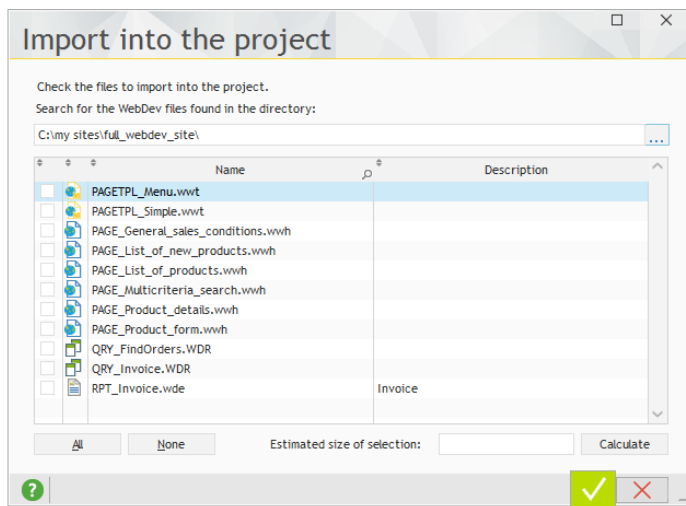 Import into the project
Check the files to import into the project.
Search for the WebDev files found in the directory:
C:\my sites\full_webdev_site\
...
Name Description
PAGETPL_Menu.wwt
PAGETPL_Simple.wwt
PAGE_General_sales_conditions.wwh
PAGE_List_of_new_products.wwh
PAGE_List_of_products.wwh
PAGE_Multicriteria_search.wwh
PAGE_Product_details.wwh
PAGE_Product_form.wwh
QRY_FindOrders.WDR
QRY_Invoice.WDR
RPT_Invoice.wde Invoice
All None Estimated size of selection: Calculate
?